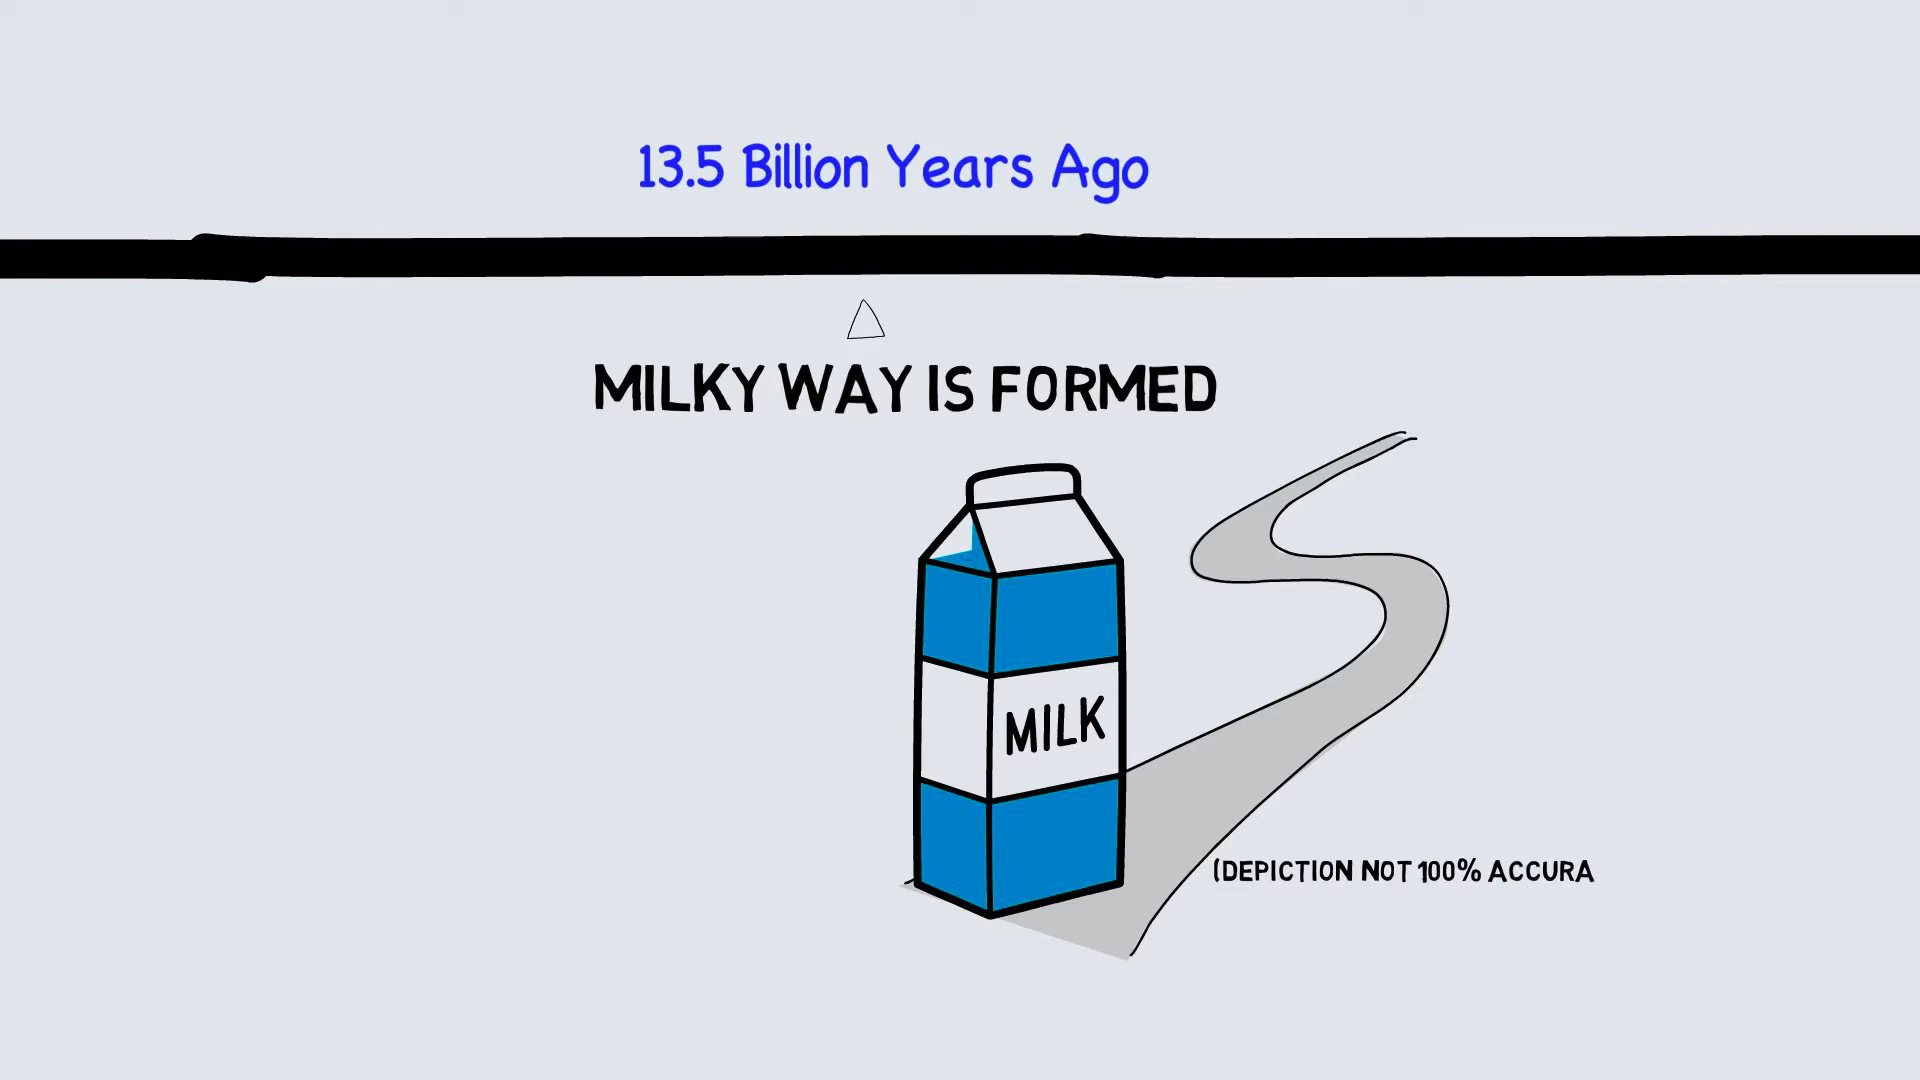 13.5 Billion Years Ago
MILKY WAY IS FORMED
MILK
(DEPICTION NOT 100% ACCURA